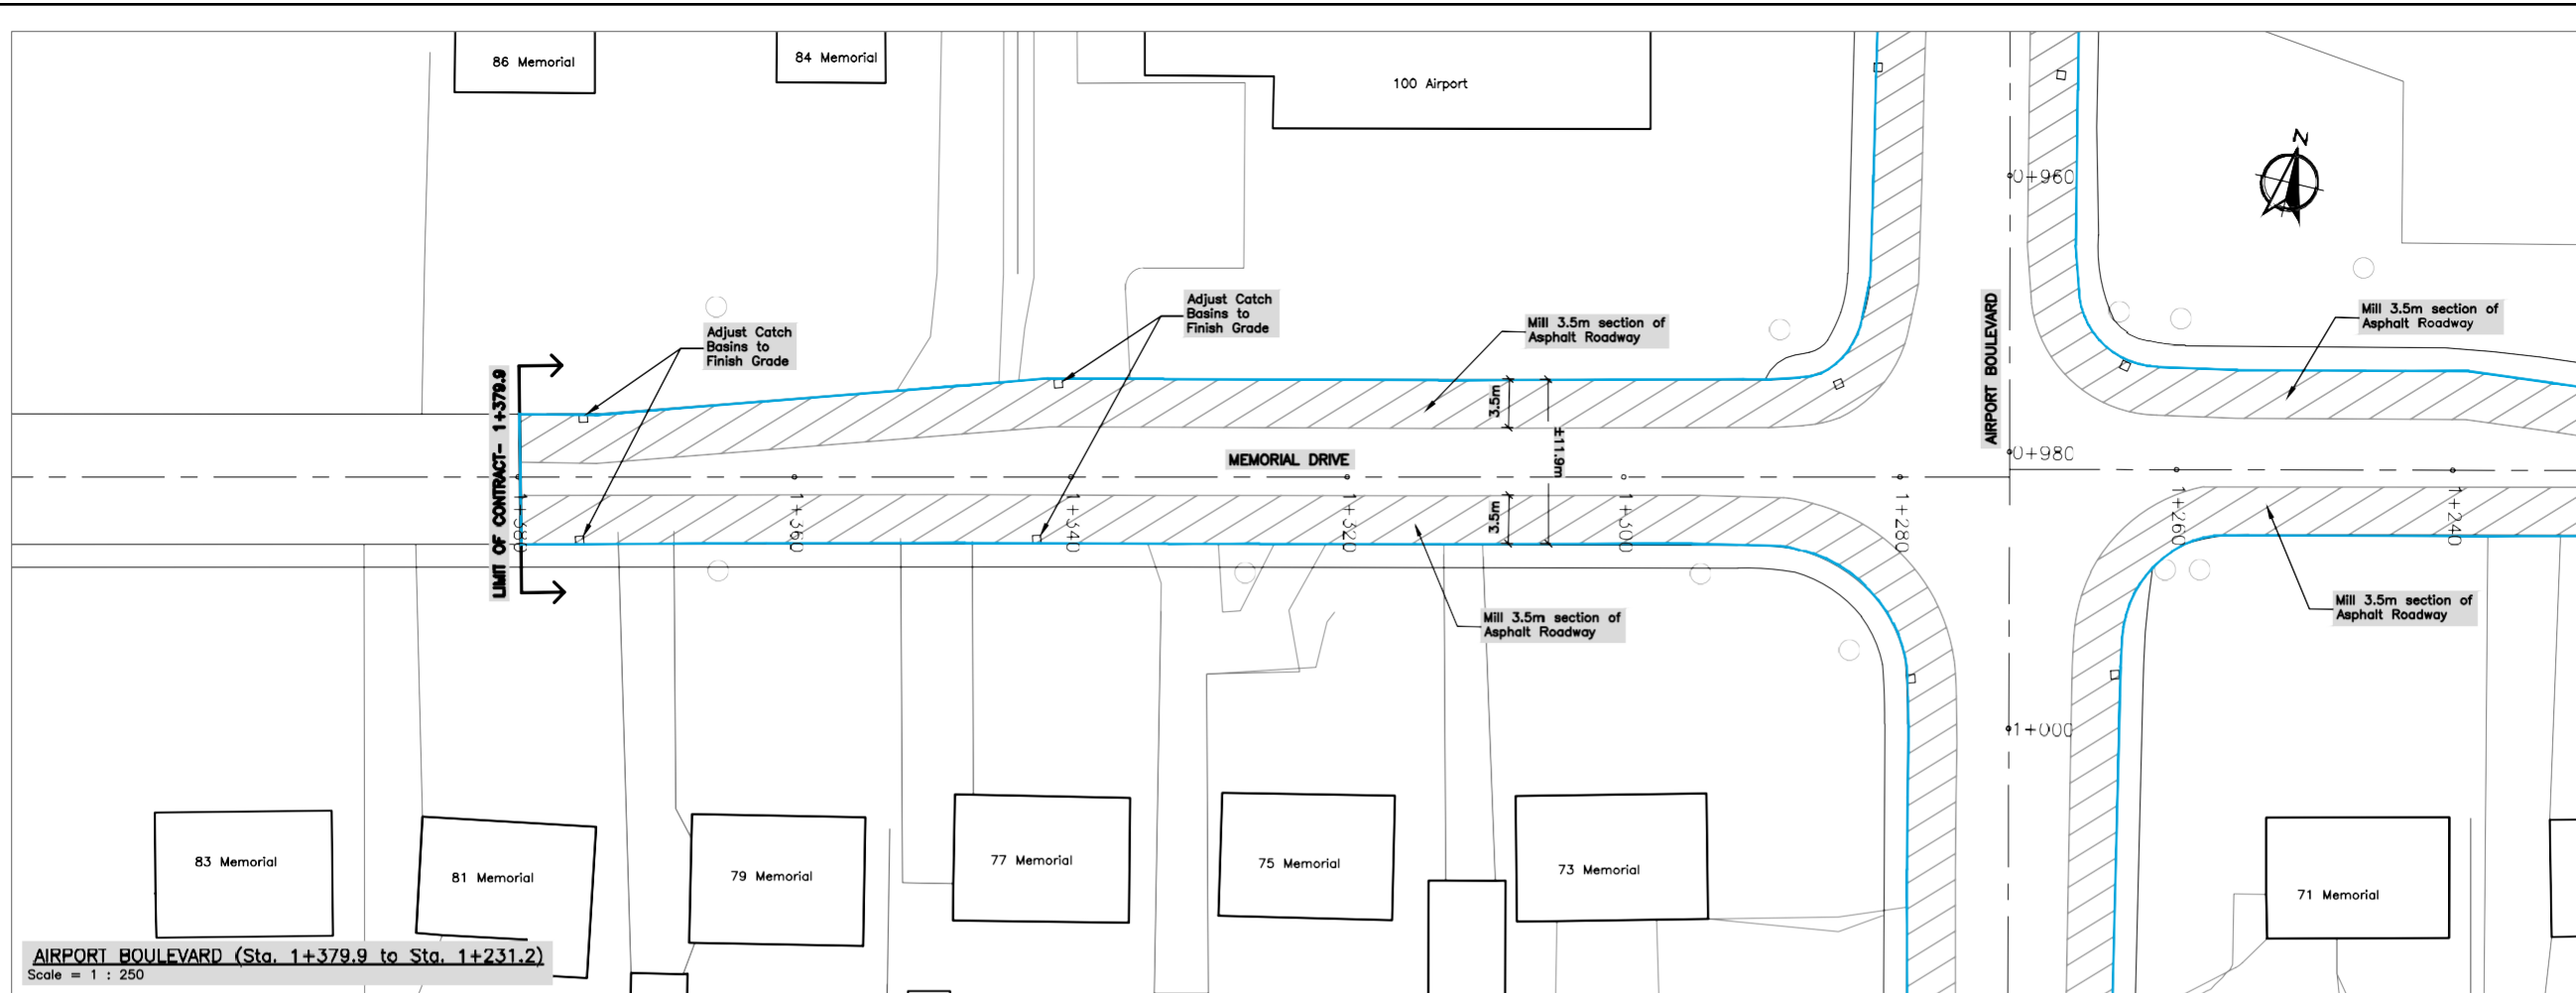 86 Memorial
84 Memorial
100 Airport
N
0+960
Adjust Catch
Basins to
Finish Grade
Adjust Catch
Basins to
Finish Grade
Mill 3.5m section of
Asphalt Roadway
Mill 3.5m section of
Asphalt Roadway
AIRPORT BOULEVARD
LIMIT OF CONTRACT- 1+379.9
3.5m
±11.9m
MEMORIAL DRIVE
0+980
1+380
1+360
1+340
1+320
3.5m
1+300
1+280
1+260
1+240
Mill 3.5m section of
Asphalt Roadway
Mill 3.5m section of
Asphalt Roadway
1+000
83 Memorial
81 Memorial
79 Memorial
77 Memorial
75 Memorial
73 Memorial
71 Memorial
AIRPORT BOULEVARD (Sta. 1+379.9 to Sta. 1+231.2)
Scale = 1 : 250